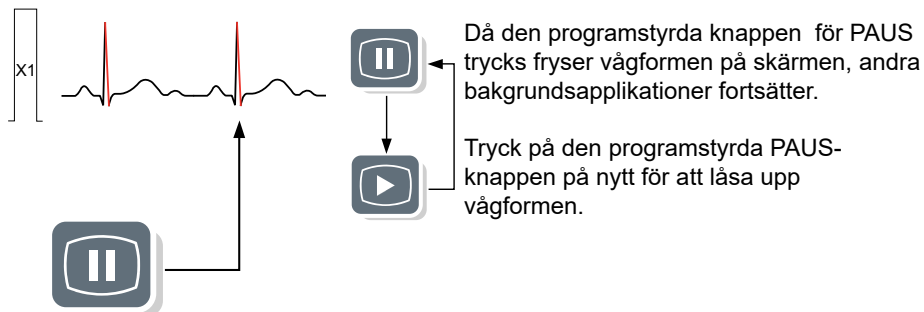 X1
Då den programstyrda knappen för PAUS
trycks fryser vågformen på skärmen, andra
bakgrundsapplikationer fortsätter.
Tryck på den programstyrda PAUS-
knappen på nytt för att låsa upp
vågformen.